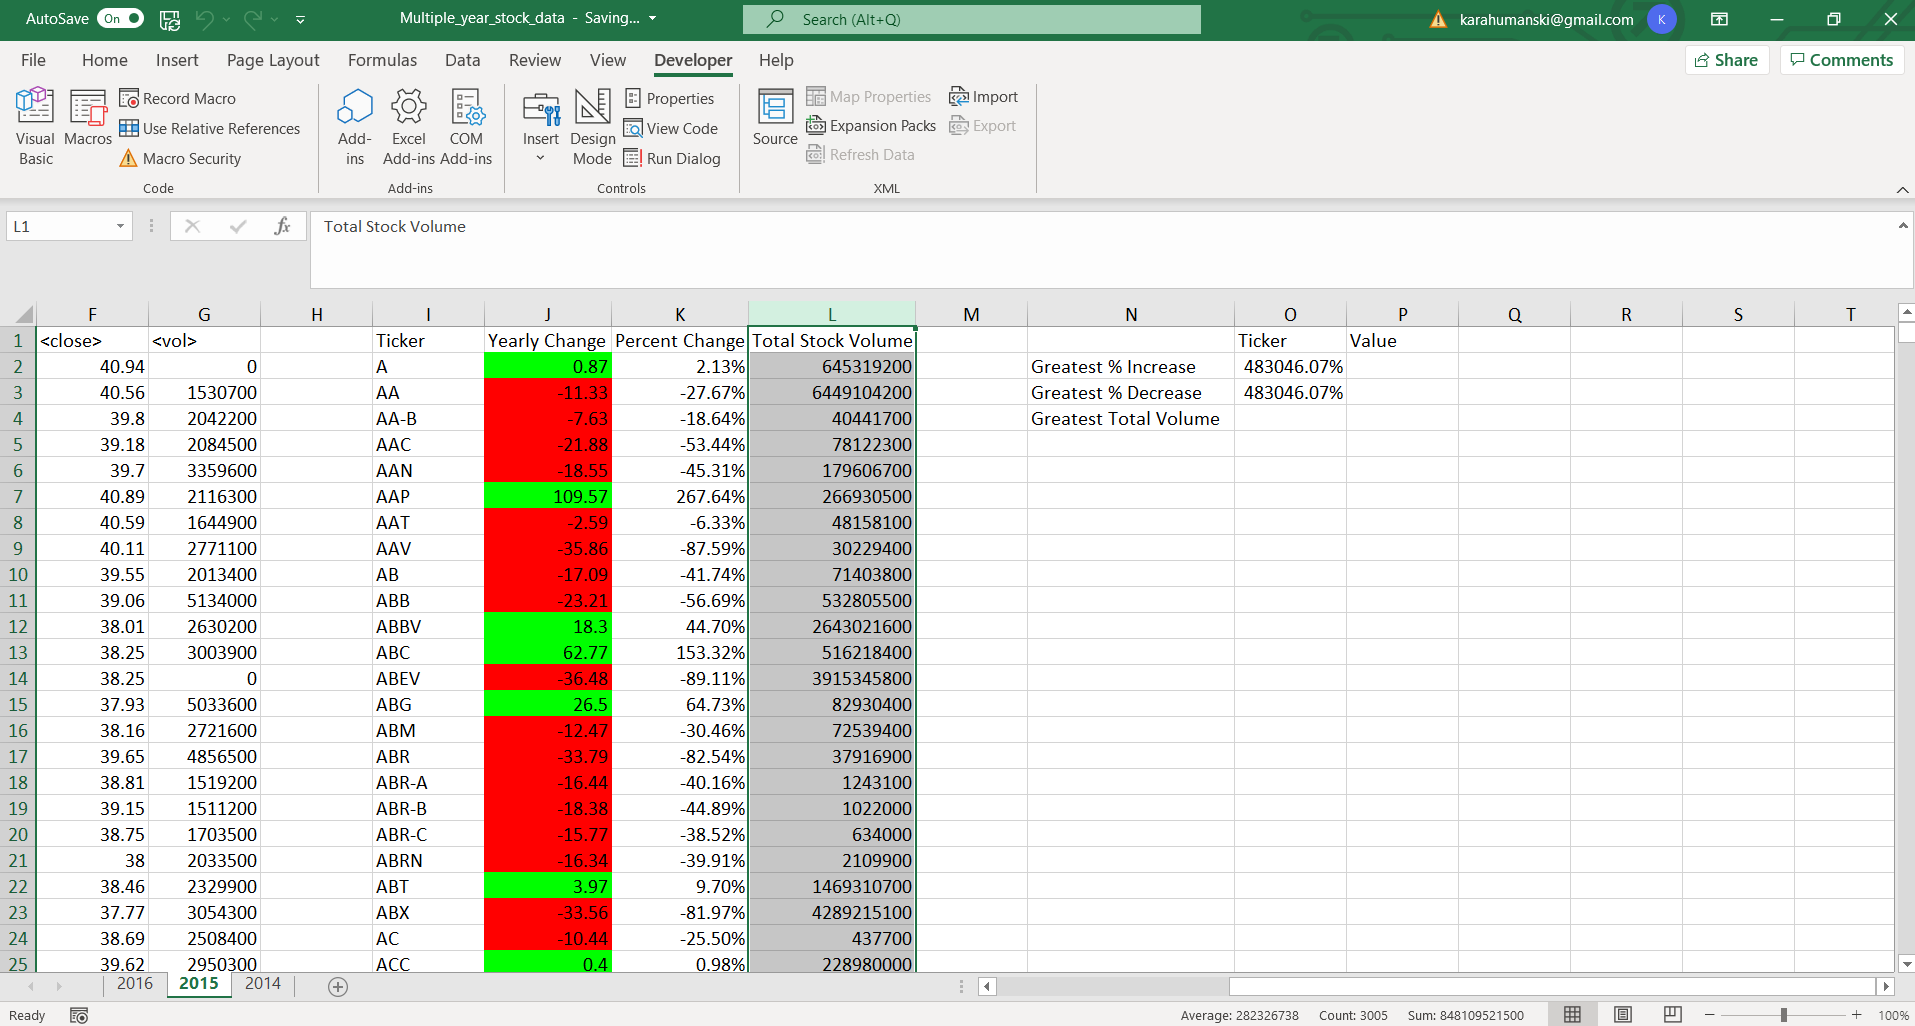 AutoSave On Multiple_year_stock_data - Saving... Search (Alt+Q) karahumanski@gmail.com K
File Home Insert Page Layout Formulas Data Review View Developer Help Share Comments
Visual Basic
Macros
Record Macro
Use Relative References
Macro Security
Code
Add-ins
Excel Add-ins
COM Add-ins
Add-ins
Insert
Design Mode
Properties
View Code
Run Dialog
Controls
Source
Map Properties
Expansion Packs
Refresh Data
Import
Export
XML
L1 fx Total Stock Volume
F G H I J K L M N O P Q R S T
1 <close> <vol> Ticker Yearly Change Percent Change Total Stock Volume Ticker Value
2 40.94 0 A 0.87 2.13% 645319200 Greatest % Increase 483046.07%
3 40.56 1530700 AA -11.33 -27.67% 6449104200 Greatest % Decrease 483046.07%
4 39.8 2042200 AA-B -7.63 -18.64% 40441700 Greatest Total Volume
5 39.18 2084500 AAC -21.88 -53.44% 78122300
6 39.7 3359600 AAN -18.55 -45.31% 179606700
7 40.89 2116300 AAP 109.57 267.64% 266930500
8 40.59 1644900 AAT -2.59 -6.33% 48158100
9 40.11 2771100 AAV -35.86 -87.59% 30229400
10 39.55 2013400 AB -17.09 -41.74% 71403800
11 39.06 5134000 ABB -23.21 -56.69% 532805500
12 38.01 2630200 ABBV 18.3 44.70% 2643021600
13 38.25 3003900 ABC 62.77 153.32% 516218400
14 38.25 0 ABEV -36.48 -89.11% 3915345800
15 37.93 5033600 ABG 26.5 64.73% 82930400
16 38.16 2721600 ABM -12.47 -30.46% 72539400
17 39.65 4856500 ABR -33.79 -82.54% 37916900
18 38.81 1519200 ABR-A -16.44 -40.16% 1243100
19 39.15 1511200 ABR-B -18.38 -44.89% 1022000
20 38.75 1703500 ABR-C -15.77 -38.52% 634000
21 38 2033500 ABRN -16.34 -39.91% 2109900
22 38.46 2329900 ABT 3.97 9.70% 1469310700
23 37.77 3054300 ABX -33.56 -81.97% 4289215100
24 38.69 2508400 AC -10.44 -25.50% 437700
25 39.62 2950300 ACC 0.4 0.98% 228980000
2016 2015 2014
Ready Average: 282326738 Count: 3005 Sum: 848109521500 100%